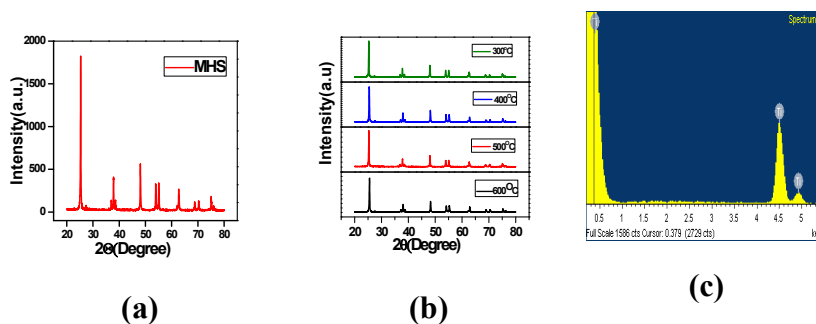 2000
1500
1000
500
0
Intensity(a.u.)
MHS
20 30 40 50 60 70 80
2Θ(Degree)
(a)
Intensity(a.u)
300°C
400°C
500°C
600°C
20 30 40 50 60 70 80
2θ(Degree)
(b)
Spectrum
Ti
Ti
Ti
0.5 1 1.5 2 2.5 3 3.5 4 4.5 5
Full Scale 1586 cts Cursor: 0.379 (2729 cts)
(c)